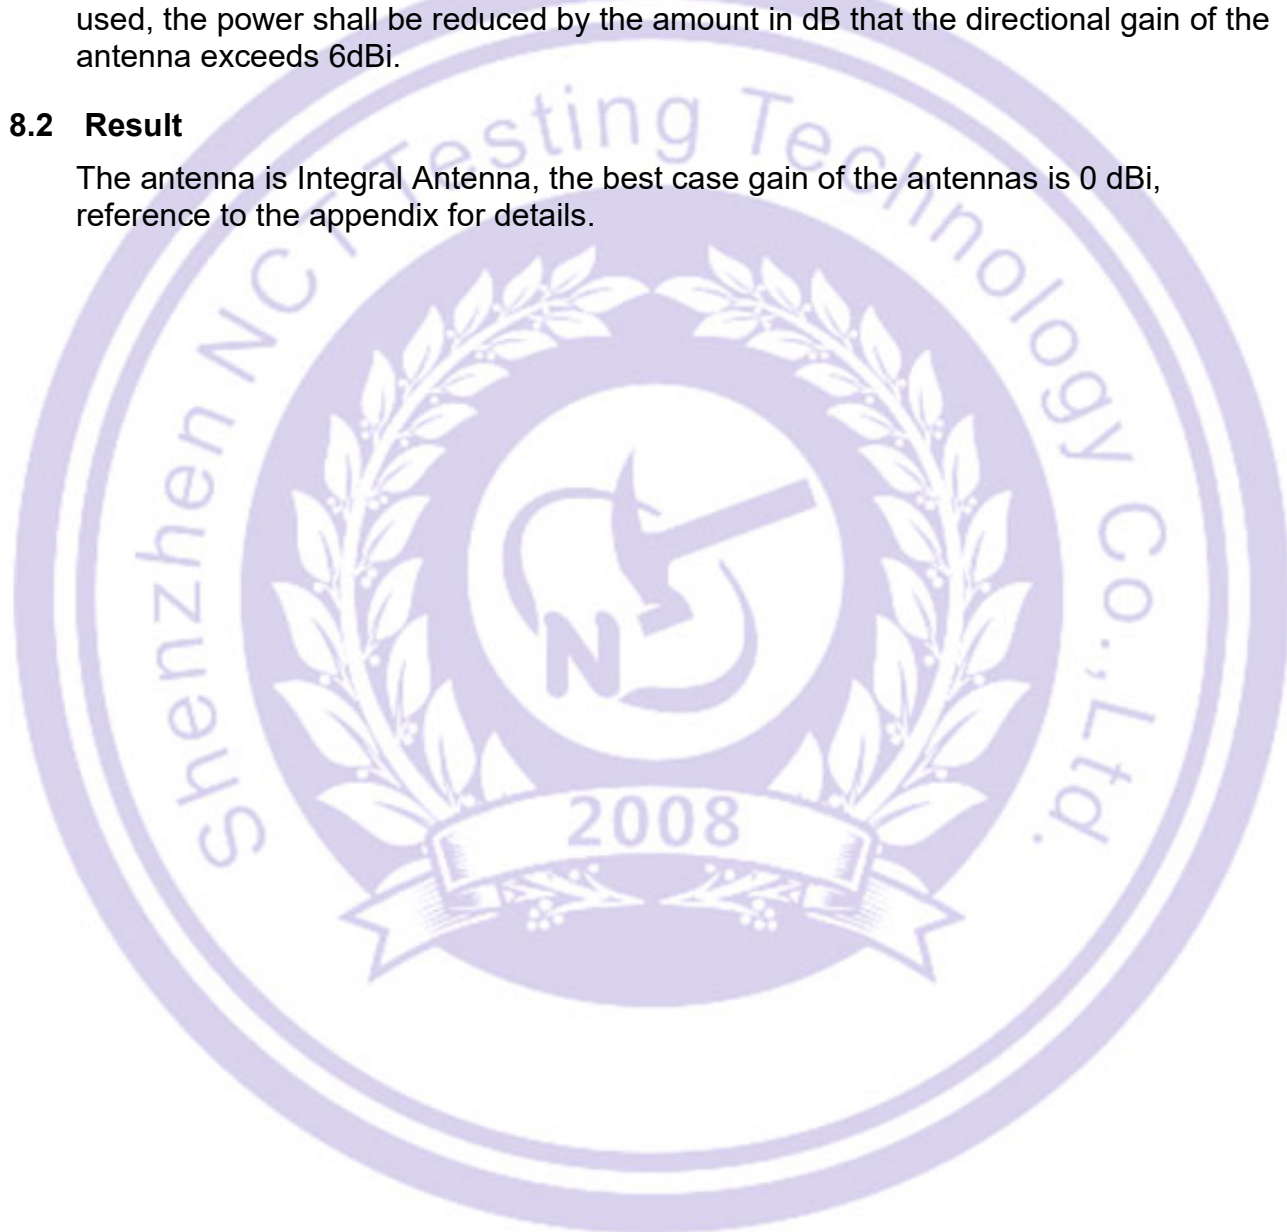 used, the power shall be reduced by the amount in dB that the directional gain of the
antenna exceeds 6dBi.
8.2 Result
The antenna is Integral Antenna, the best case gain of the antennas is 0 dBi,
reference to the appendix for details.
Shenzhen NCT Testing Technology Co.,Ltd.
N
2008